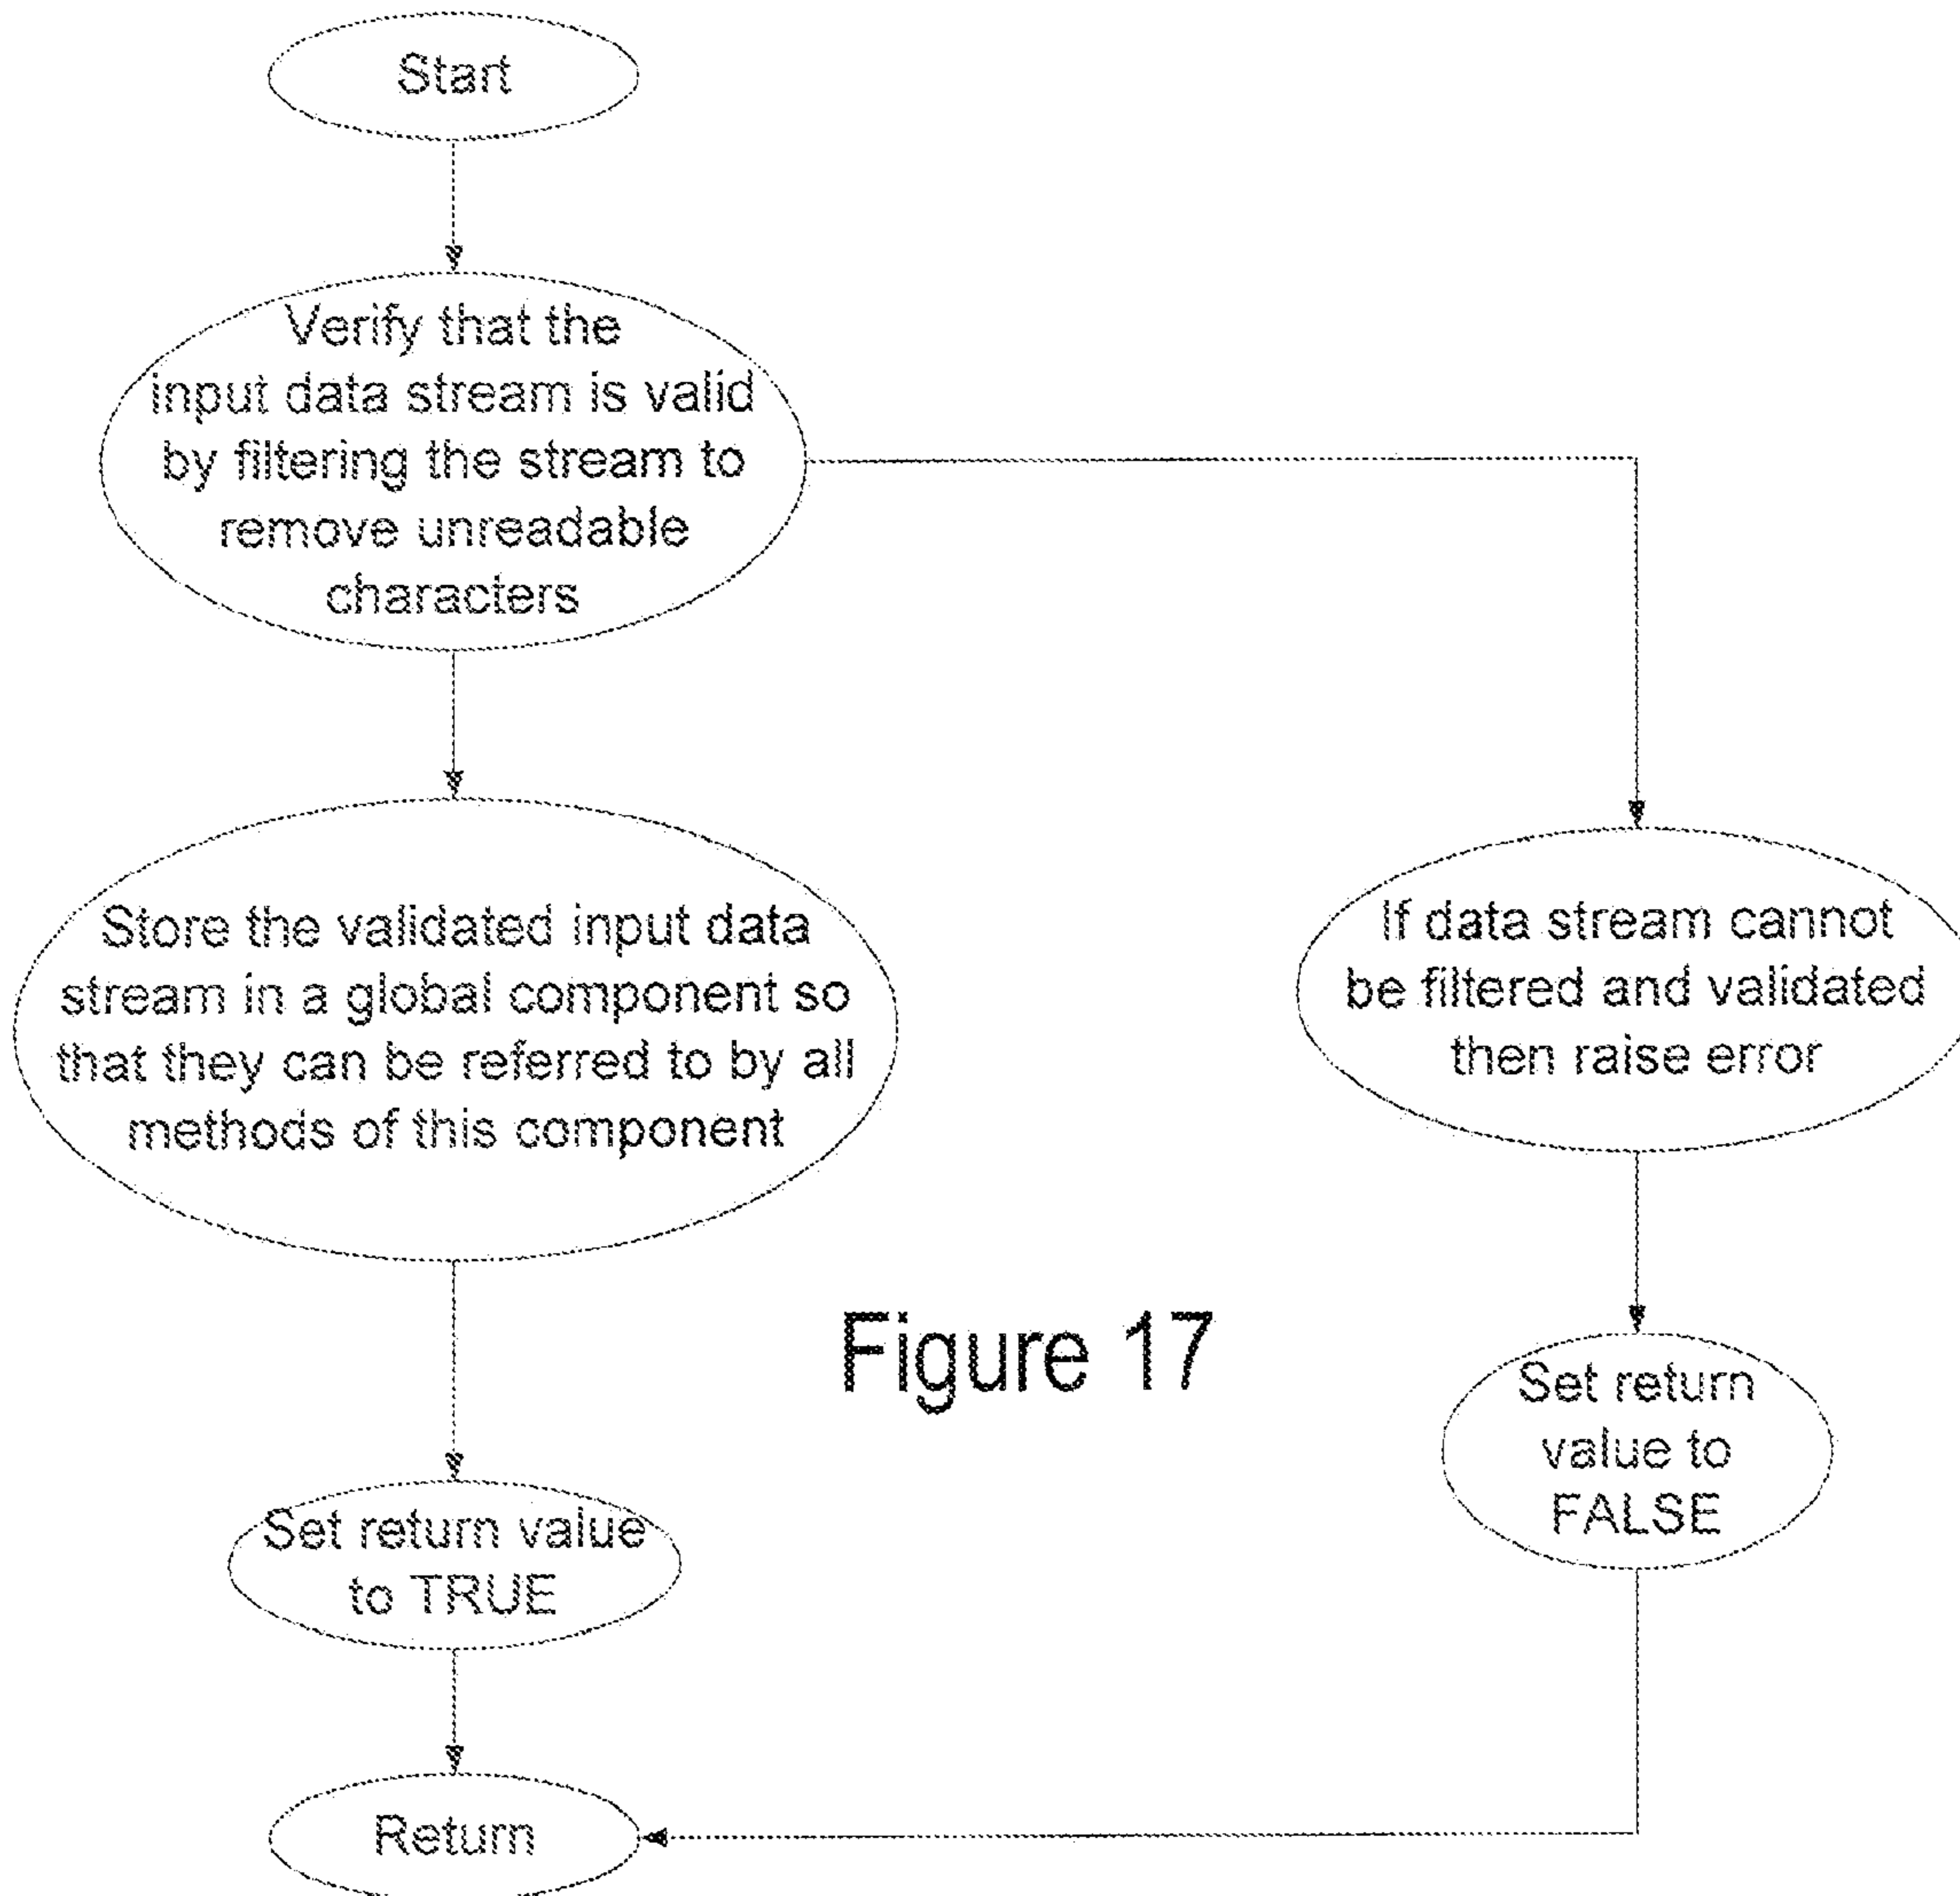 Start
Verify that the
input data stream is valid
by filtering the stream to
remove unreadable
characters
Store the validated input data
stream in a global component so
that they can be referred to by all
methods of this component
If data stream cannot
be filtered and validated
then raise error
Figure 17
Set return
value to
FALSE
Set return value
to TRUE
Return